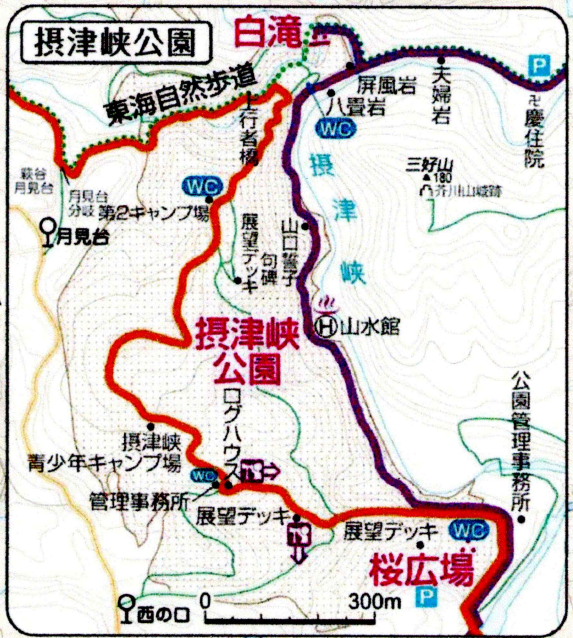 摂津峡公園
白滝
東海自然歩道
上行者橋
屏風岩
八畳岩
夫婦岩
P
卍慶住院
WC
摂津峡
三好山
▲180
芥川山城跡
萩谷
月見台
月見台
分岐
月見台
WC
第2キャンプ場
展望デッキ
山口誓子
句碑
H 山水館
摂津峡
公園
ログハウス
摂津峡
青少年キャンプ場
WC
管理事務所
展望デッキ
展望デッキ
WC
公園管理事務所
桜広場
P
西の口
0 300m